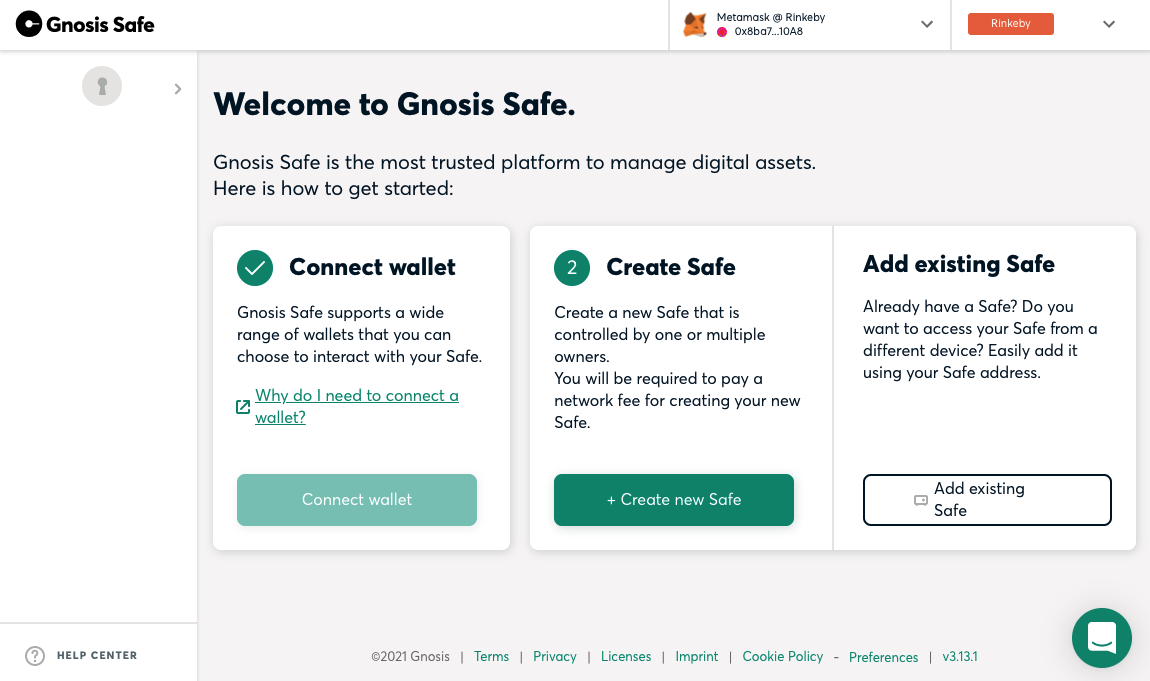 Gnosis Safe
Metamask @ Rinkeby
0x8ba7...10A8
Rinkeby
Welcome to Gnosis Safe.
Gnosis Safe is the most trusted platform to manage digital assets.
Here is how to get started:
Connect wallet
Gnosis Safe supports a wide
range of wallets that you can
choose to interact with your Safe.
Why do I need to connect a
wallet?
Connect wallet
2 Create Safe
Create a new Safe that is
controlled by one or multiple
owners.
You will be required to pay a
network fee for creating your new
Safe.
+ Create new Safe
Add existing Safe
Already have a Safe? Do you
want to access your Safe from a
different device? Easily add it
using your Safe address.
Add existing
Safe
? HELP CENTER
©2021 Gnosis | Terms | Privacy | Licenses | Imprint | Cookie Policy - Preferences | v3.13.1